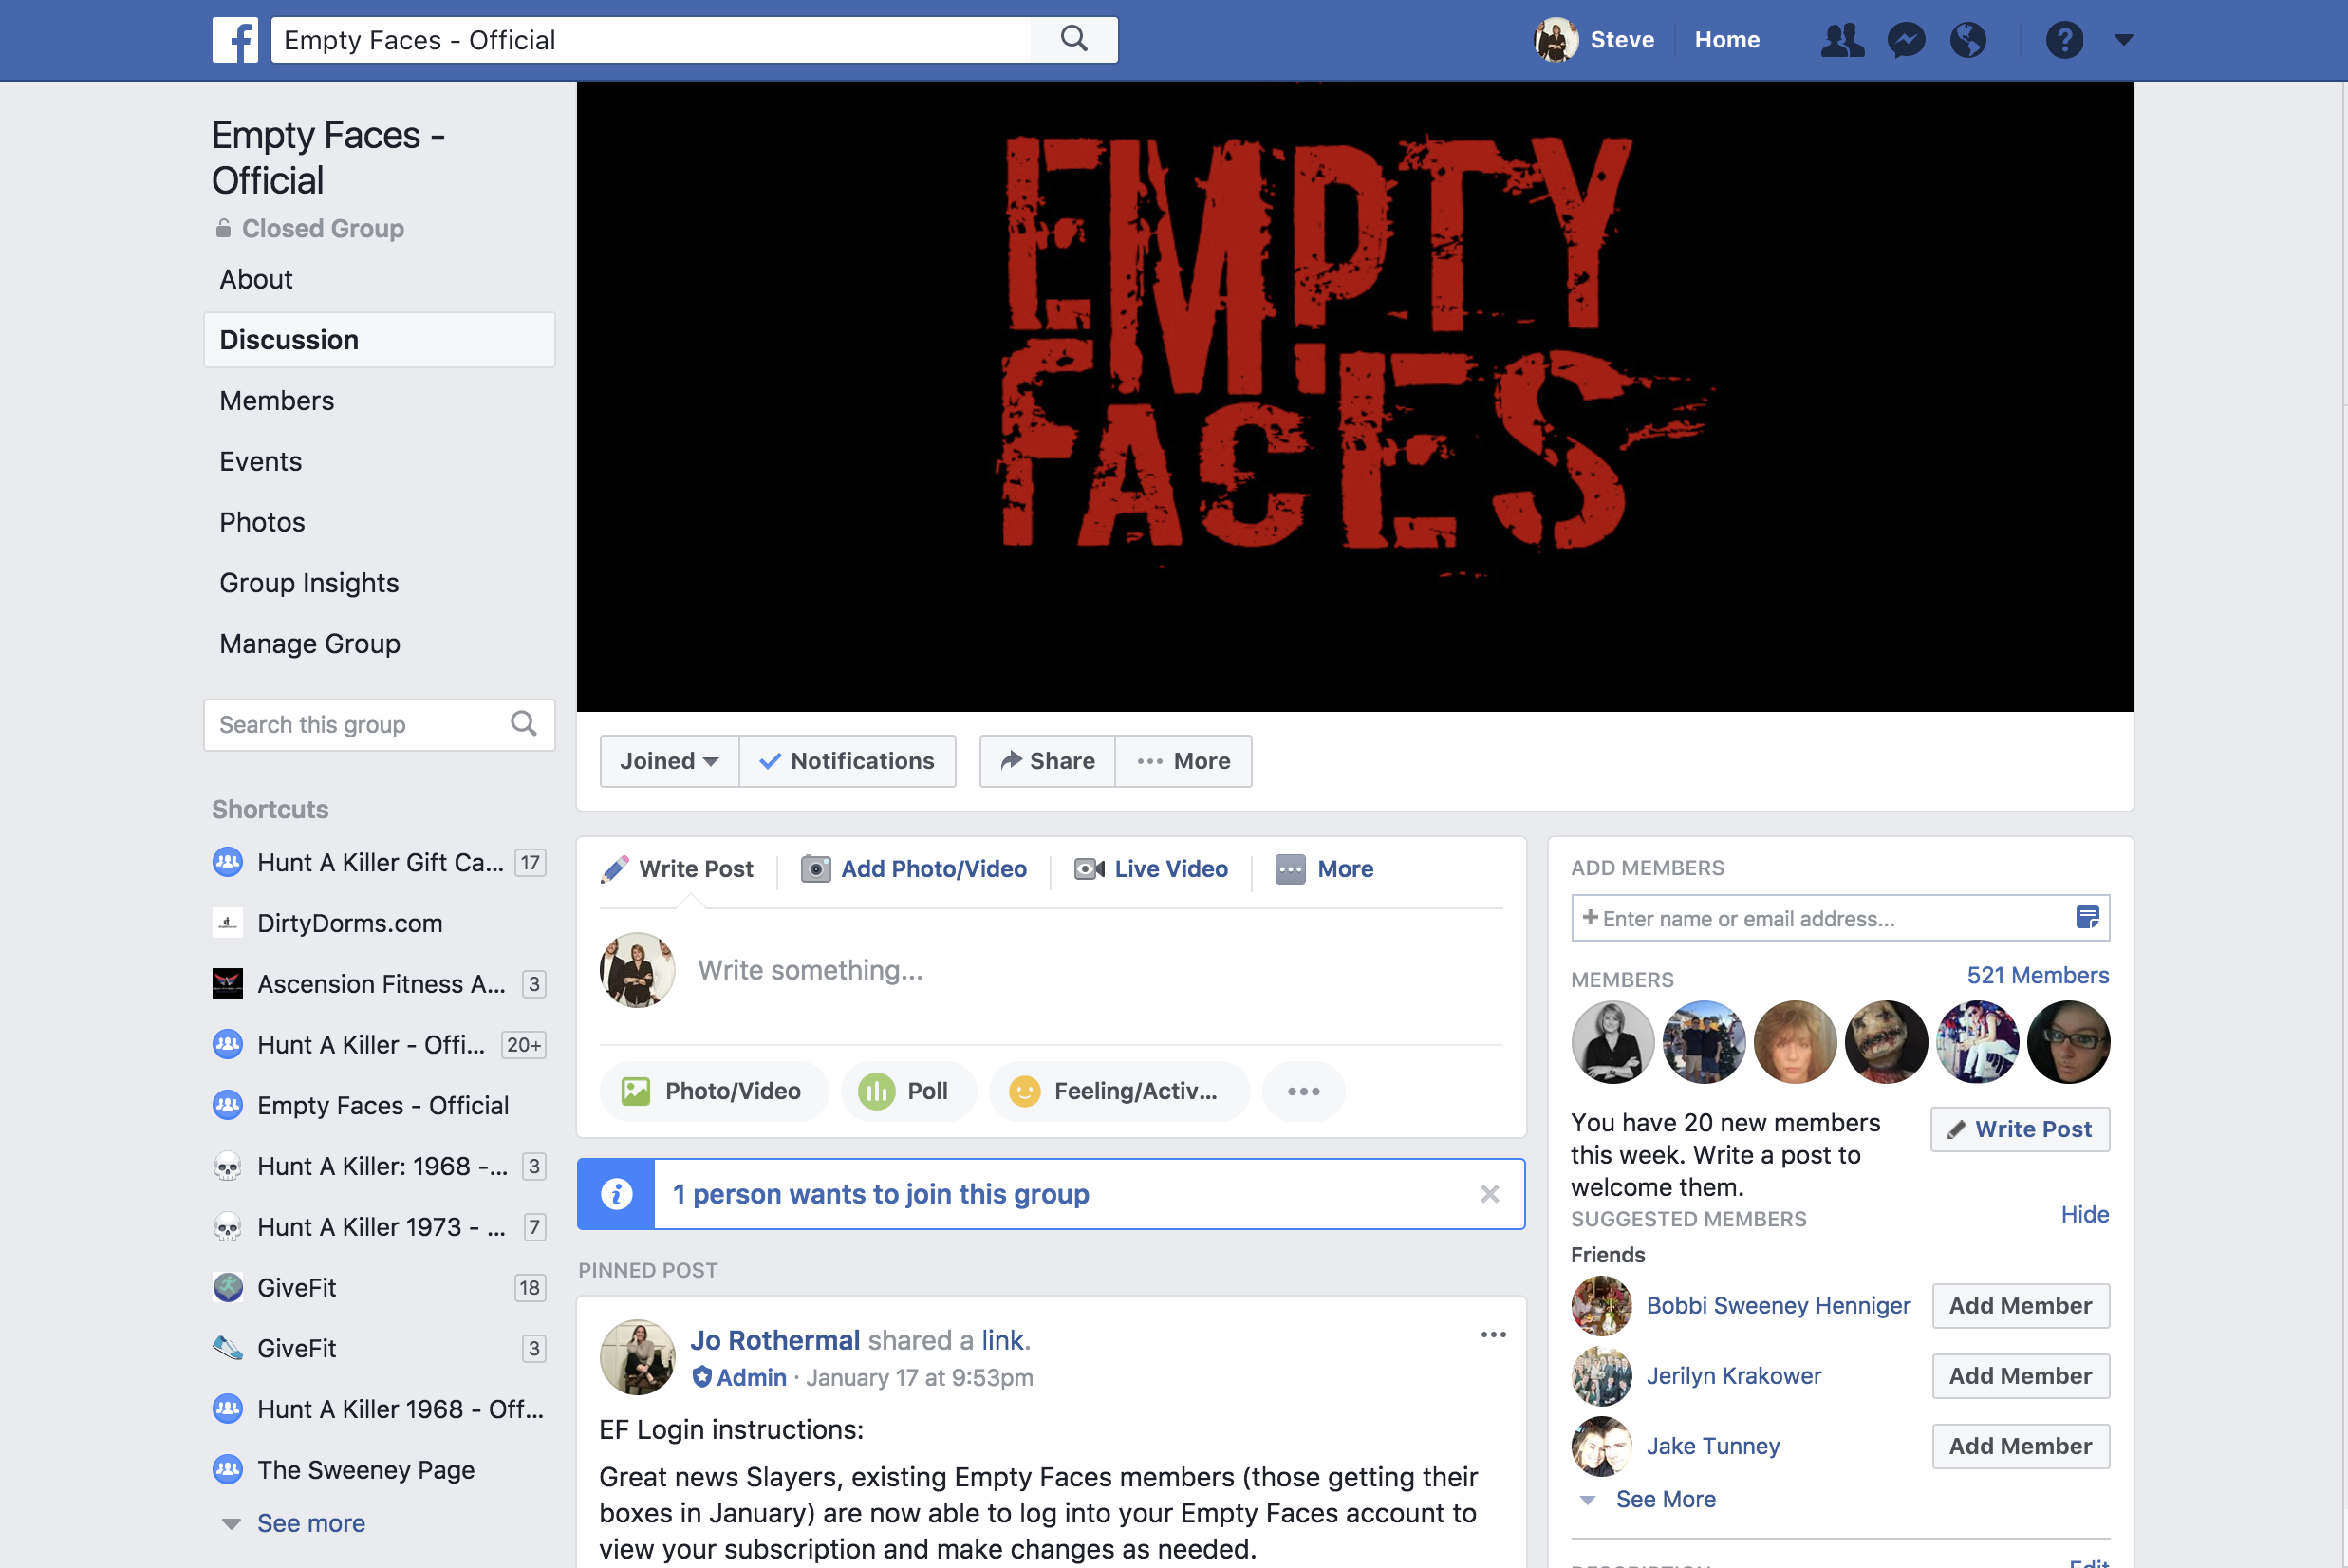 Empty Faces - Official
Steve
Home
Empty Faces -
Official
Closed Group
About
Discussion
Members
Events
Photos
Group Insights
Manage Group
Search this group
Shortcuts
Hunt A Killer Gift Ca... 17
DirtyDorms.com
Ascension Fitness A... 3
Hunt A Killer - Offi... 20+
Empty Faces - Official
Hunt A Killer: 1968 -... 3
Hunt A Killer 1973 - ... 7
GiveFit 18
GiveFit 3
Hunt A Killer 1968 - Off...
The Sweeney Page
See more
EMPTY
FACES
Joined
Notifications
Share
More
Write Post
Add Photo/Video
Live Video
More
Write something...
Photo/Video
Poll
Feeling/Activ...
1 person wants to join this group
PINNED POST
Jo Rothermal shared a link.
Admin · January 17 at 9:53pm
EF Login instructions:
Great news Slayers, existing Empty Faces members (those getting their
boxes in January) are now able to log into your Empty Faces account to
view your subscription and make changes as needed.
ADD MEMBERS
+ Enter name or email address...
MEMBERS
521 Members
You have 20 new members
this week. Write a post to
welcome them.
Write Post
SUGGESTED MEMBERS
Hide
Friends
Bobbi Sweeney Henniger
Add Member
Jerilyn Krakower
Add Member
Jake Tunney
Add Member
See More